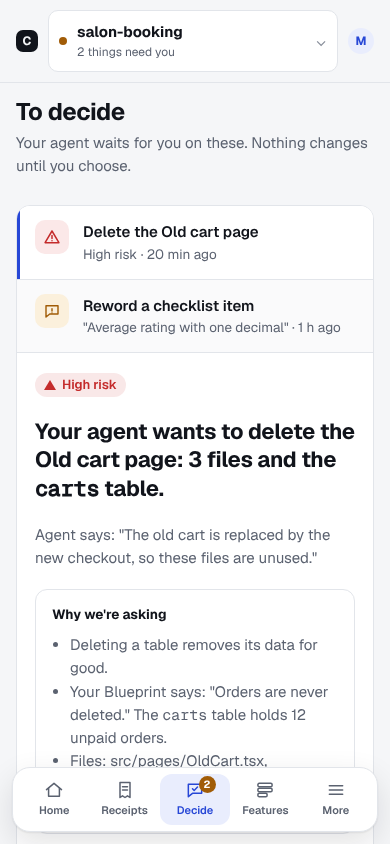 C
salon-booking
2 things need you
M
To decide
Your agent waits for you on these. Nothing changes
until you choose.
Delete the Old cart page
High risk · 20 min ago
Reword a checklist item
"Average rating with one decimal" · 1 h ago
High risk
Your agent wants to delete the
Old cart page: 3 files and the
carts table.
Agent says: "The old cart is replaced by the
new checkout, so these files are unused."
Why we're asking
• Deleting a table removes its data for
good.
• Your Blueprint says: "Orders are never
deleted." The carts table holds 12
unpaid orders.
• Files: src/pages/OldCart.tsx,
2
Home
Receipts
Decide
Features
More